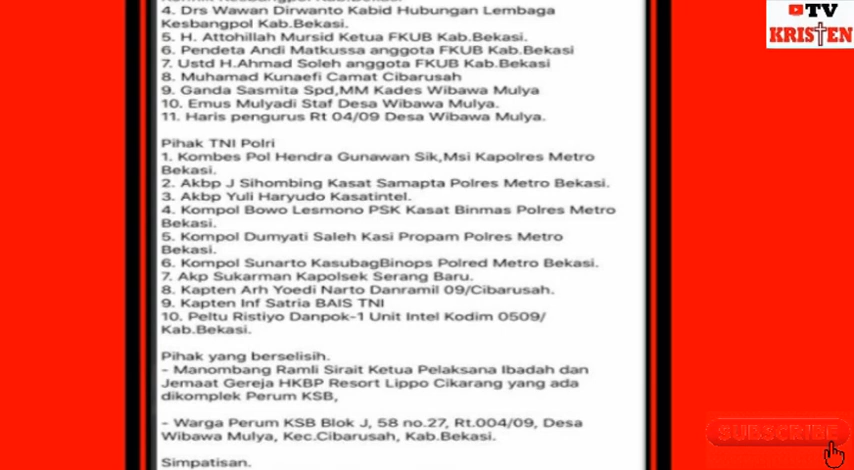 4. Drs Wawan Dirwanto Kabid Hubungan Lembaga
Kesbangpol Kab.Bekasi.
5. H. Attohillah Mursid Ketua FKUB Kab.Bekasi.
6. Pendeta Andi Matkussa anggota FKUB Kab.Bekasi
7. Ustd H.Ahmad Soleh anggota FKUB Kab.Bekasi
8. Muhamad Kunaefi Camat Cibarusah
9. Ganda Sasmita Spd,MM Kades Wibawa Mulya
10. Emus Mulyadi Staf Desa Wibawa Mulya.
11. Haris pengurus Rt 04/09 Desa Wibawa Mulya.
Pihak TNI Polri
1. Kombes Pol Hendra Gunawan Sik,Msi Kapolres Metro
Bekasi.
2. Akbp J Sihombing Kasat Samapta Polres Metro Bekasi.
3. Akbp Yuli Haryudo Kasatintel.
4. Kompol Bowo Lesmono PSK Kasat Binmas Polres Metro
Bekasi.
5. Kompol Dumyati Saleh Kasi Propam Polres Metro
Bekasi.
6. Kompol Sunarto KasubagBinops Polred Metro Bekasi.
7. Akp Sukarman Kapolsek Serang Baru.
8. Kapten Arh Yoedi Narto Danramil 09/Cibarusah.
9. Kapten Inf Satria BAIS TNI
10. Peltu Ristiyo Danpok-1 Unit Intel Kodim 0509/
Kab.Bekasi.
Pihak yang berselisih.
- Manombang Ramli Sirait Ketua Pelaksana Ibadah dan
Jemaat Gereja HKBP Resort Lippo Cikarang yang ada
dikomplek Perum KSB,
- Warga Perum KSB Blok J, 58 no.27, Rt.004/09, Desa
Wibawa Mulya, Kec.Cibarusah, Kab.Bekasi.
Simpatisan.
TV
KRISTEN
SUBSCRIBE